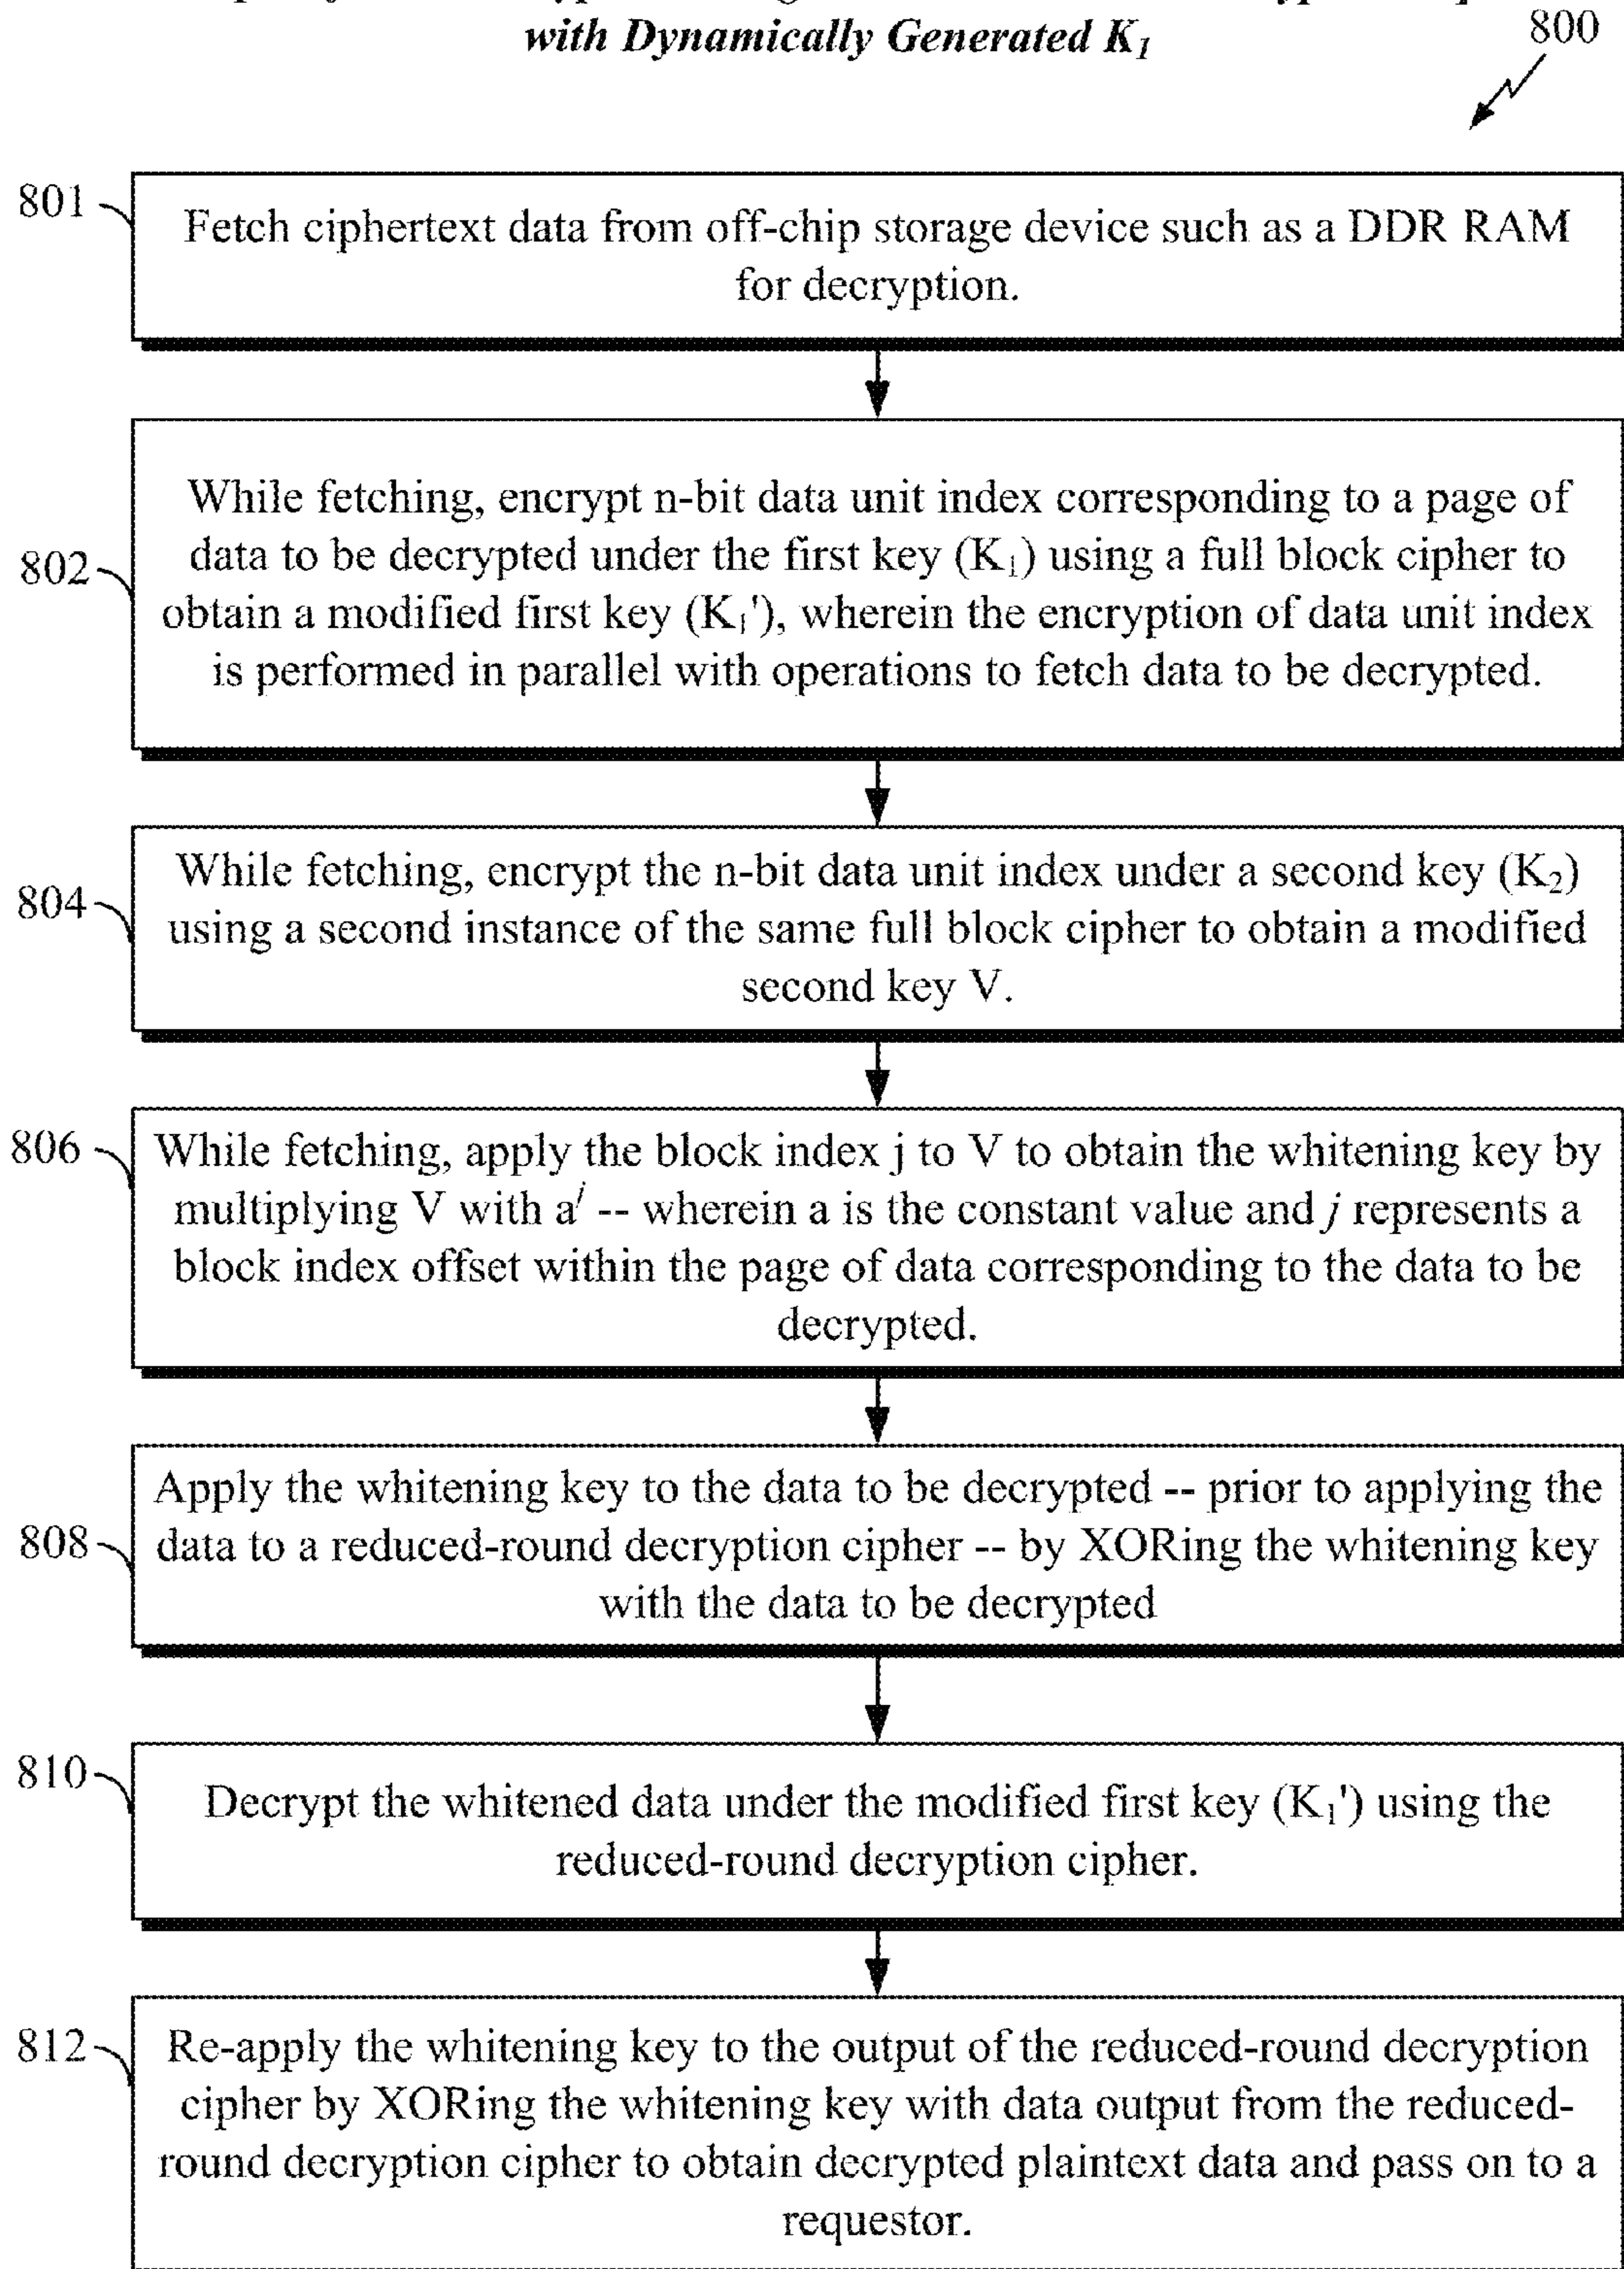 with Dynamically Generated K₁
800
801
Fetch ciphertext data from off-chip storage device such as a DDR RAM
for decryption.
802
While fetching, encrypt n-bit data unit index corresponding to a page of
data to be decrypted under the first key (K₁) using a full block cipher to
obtain a modified first key (K₁'), wherein the encryption of data unit index
is performed in parallel with operations to fetch data to be decrypted.
804
While fetching, encrypt the n-bit data unit index under a second key (K₂)
using a second instance of the same full block cipher to obtain a modified
second key V.
806
While fetching, apply the block index j to V to obtain the whitening key by
multiplying V with aʲ -- wherein a is the constant value and j represents a
block index offset within the page of data corresponding to the data to be
decrypted.
808
Apply the whitening key to the data to be decrypted -- prior to applying the
data to a reduced-round decryption cipher -- by XORing the whitening key
with the data to be decrypted
810
Decrypt the whitened data under the modified first key (K₁') using the
reduced-round decryption cipher.
812
Re-apply the whitening key to the output of the reduced-round decryption
cipher by XORing the whitening key with data output from the reduced-
round decryption cipher to obtain decrypted plaintext data and pass on to a
requestor.